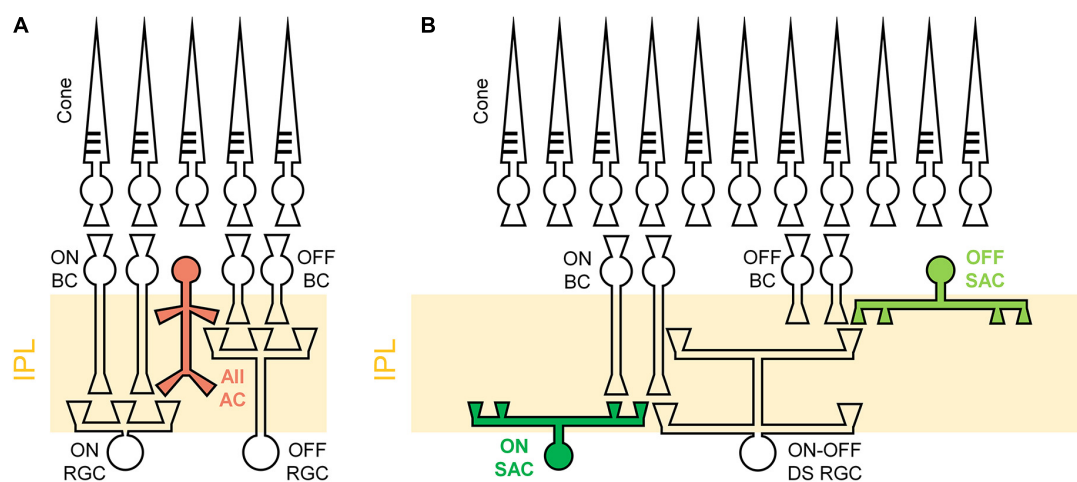 A
Cone
ON
BC
OFF
BC
IPL
AII
AC
ON
RGC
OFF
RGC
B
Cone
ON
BC
OFF
BC
OFF
SAC
IPL
ON
SAC
ON-OFF
DS RGC